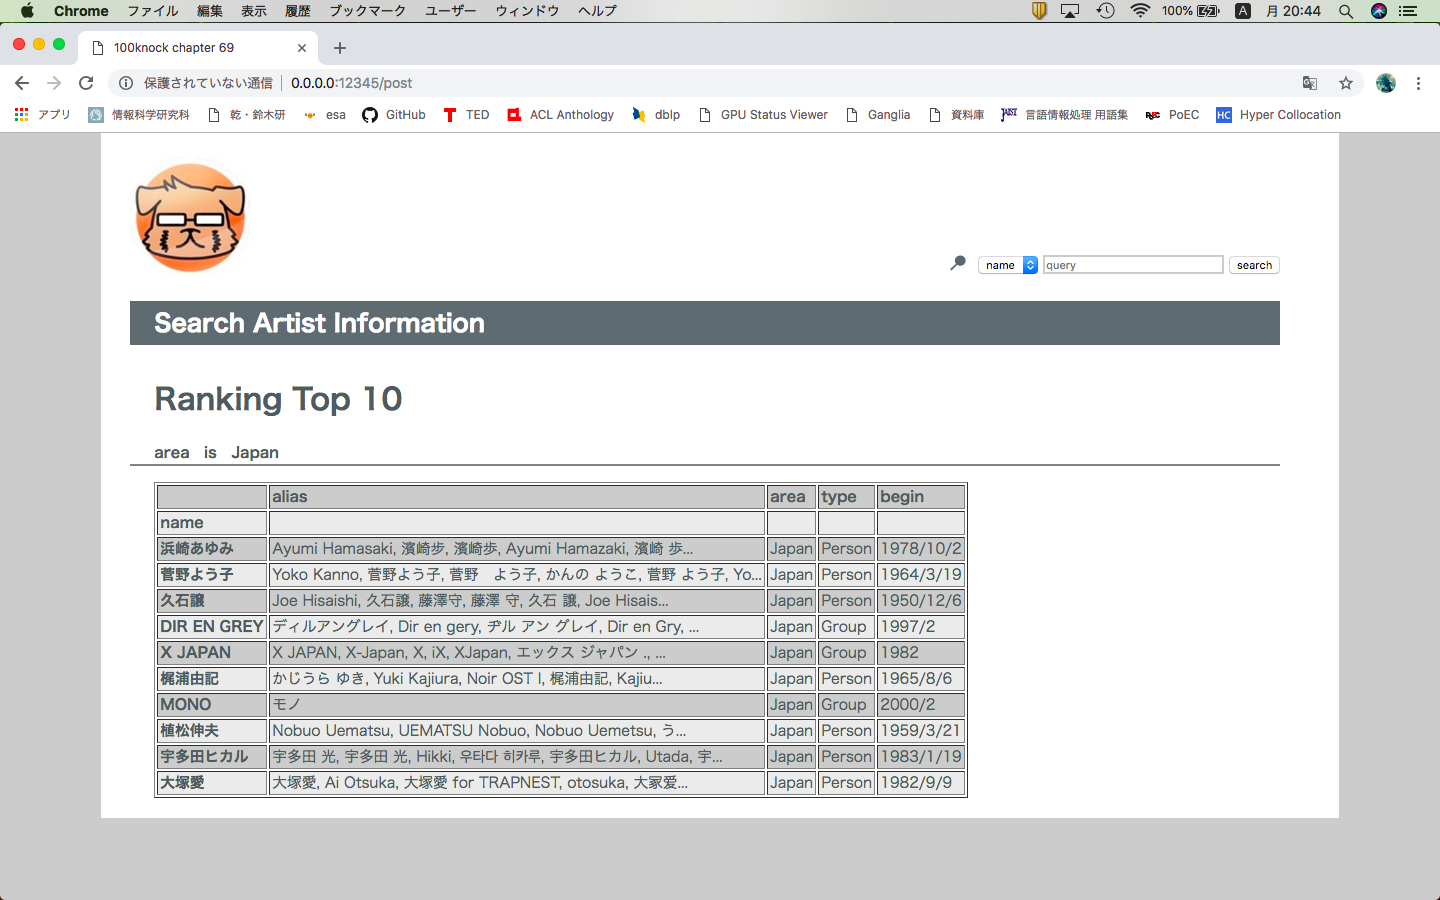 Chrome ファイル 編集 表示 履歴 ブックマーク ユーザー ウィンドウ ヘルプ 100% A 月 20:44
100knock chapter 69
保護されていない通信 0.0.0.0:12345/post
アプリ 情報科学研究科 乾・鈴木研 esa GitHub TED ACL Anthology dblp GPU Status Viewer Ganglia 資料庫 言語情報処理 用語集 PoEC Hyper Collocation
name query search
Search Artist Information
Ranking Top 10
area is Japan
alias area type begin
name
浜崎あゆみ Ayumi Hamasaki, 濱崎步, 濱崎歩, Ayumi Hamazaki, 濱崎 歩... Japan Person 1978/10/2
菅野よう子 Yoko Kanno, 菅野よう子, 菅野　よう子, かんの ようこ, 菅野 よう子, Yo... Japan Person 1964/3/19
久石譲 Joe Hisaishi, 久石譲, 藤澤守, 藤澤 守, 久石 譲, Joe Hisais... Japan Person 1950/12/6
DIR EN GREY ディルアングレイ, Dir en gery, ヂル アン グレイ, Dir en Gry, ... Japan Group 1997/2
X JAPAN X JAPAN, X-Japan, X, iX, XJapan, エックス ジャパン ., ... Japan Group 1982
梶浦由記 かじうら ゆき, Yuki Kajiura, Noir OST I, 梶浦由記, Kajiu... Japan Person 1965/8/6
MONO モノ Japan Group 2000/2
植松伸夫 Nobuo Uematsu, UEMATSU Nobuo, Nobuo Uemetsu, う... Japan Person 1959/3/21
宇多田ヒカル 宇多田 光, 宇多田 光, Hikki, 우타다 히카루, 宇多田ヒカル, Utada, 宇... Japan Person 1983/1/19
大塚愛 大塚愛, Ai Otsuka, 大塚愛 for TRAPNEST, otosuka, 大冢爱... Japan Person 1982/9/9